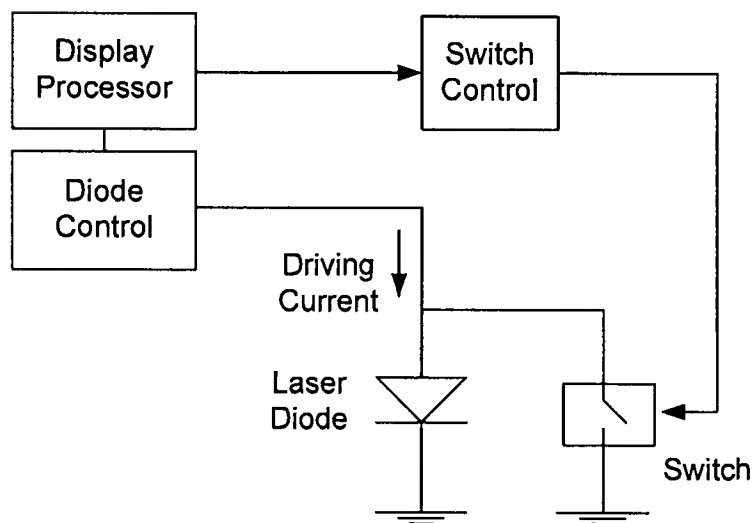 Display
Processor
Switch
Control
Diode
Control
Driving
Current
Laser
Diode
Switch